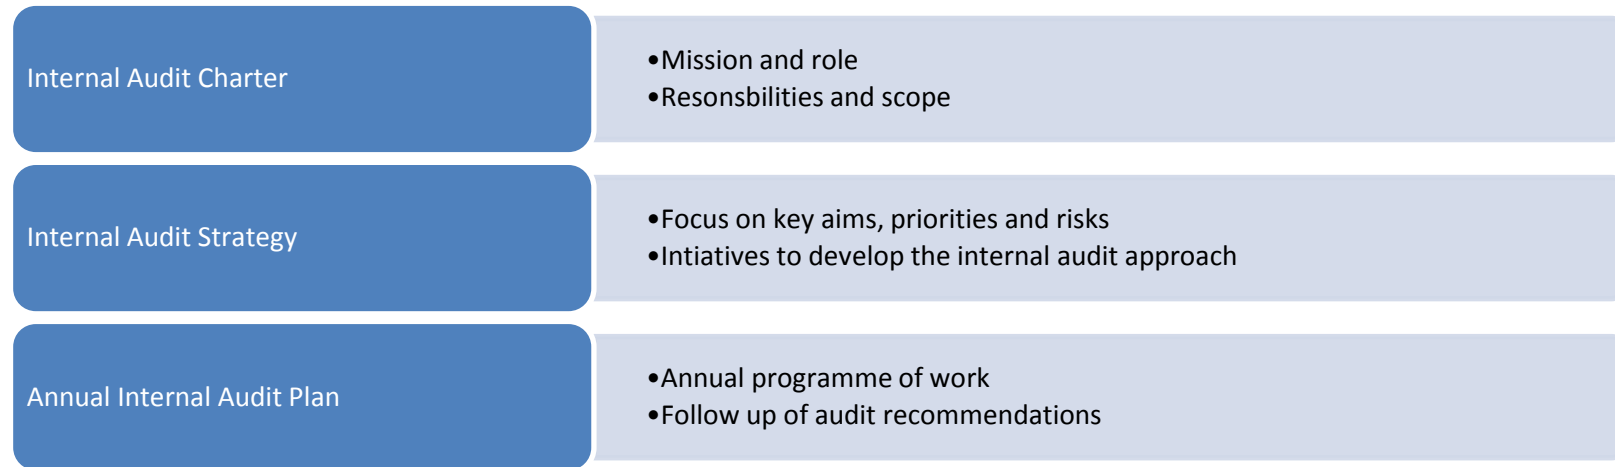 Internal Audit Charter
•Mission and role
•Resonsbilities and scope
Internal Audit Strategy
•Focus on key aims, priorities and risks
•Intiatives to develop the internal audit approach
Annual Internal Audit Plan
•Annual programme of work
•Follow up of audit recommendations